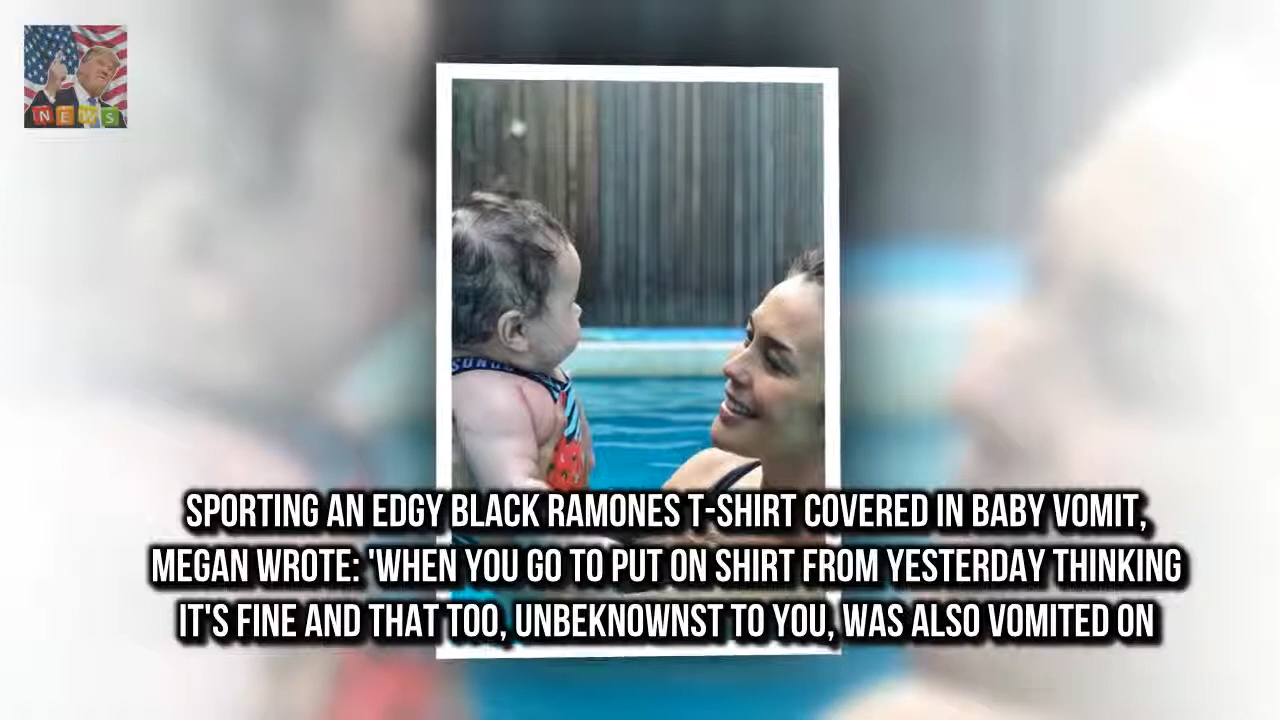 NEWS
SPORTING AN EDGY BLACK RAMONES T-SHIRT COVERED IN BABY VOMIT,
MEGAN WROTE: 'WHEN YOU GO TO PUT ON SHIRT FROM YESTERDAY THINKING
IT'S FINE AND THAT TOO, UNBEKNOWNST TO YOU, WAS ALSO VOMITED ON